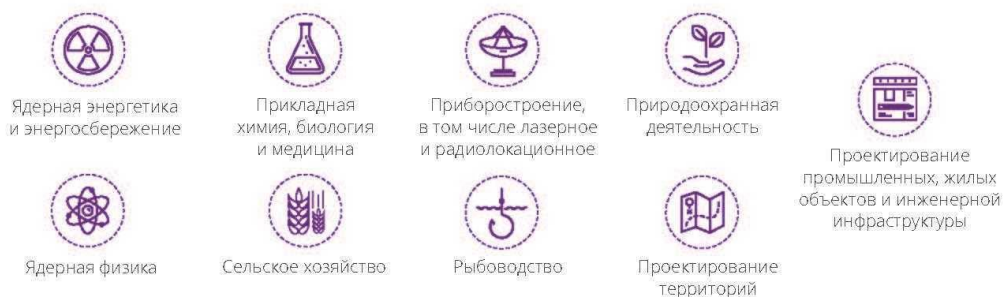 Ядерная энергетика
и энергосбережение
Прикладная
химия, биология
и медицина
Приборостроение,
в том числе лазерное
и радиолокационное
Природоохранная
деятельность
Проектирование
промышленных, жилых
объектов и инженерной
инфраструктуры
Ядерная физика
Сельское хозяйство
Рыбоводство
Проектирование
территорий